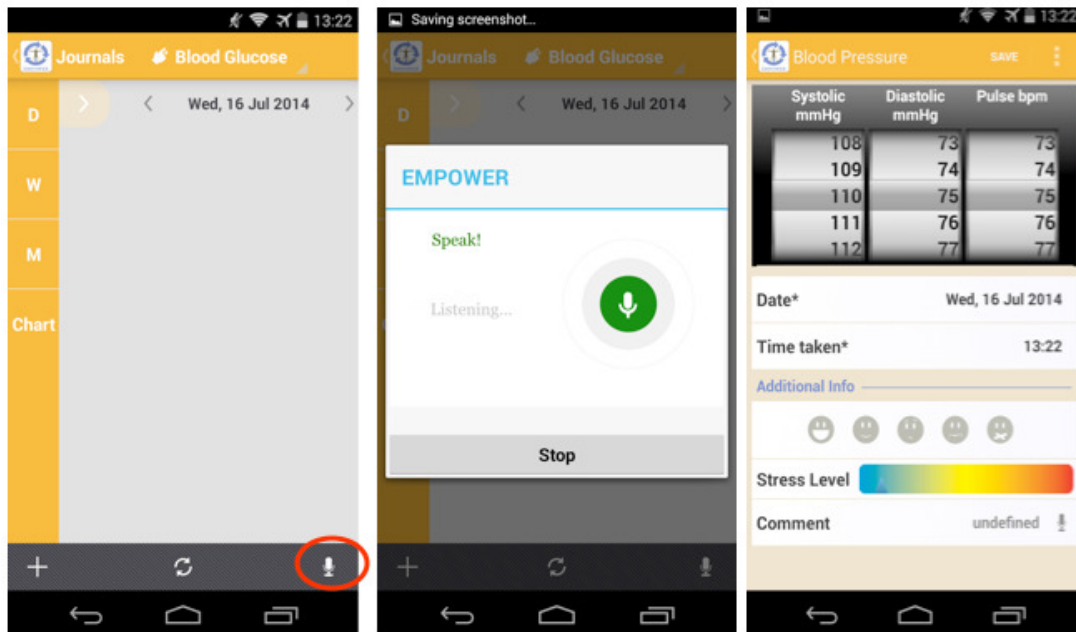 13:22
Journals Blood Glucose
D
Wed, 16 Jul 2014
W
M
Chart
Saving screenshot...
Journals Blood Glucose
D
Wed, 16 Jul 2014
EMPOWER
Speak!
Listening...
Stop
13:22
Blood Pressure SAVE
Systolic mmHg Diastolic mmHg Pulse bpm
108 73 73
109 74 74
110 75 75
111 76 76
112 77 77
Date* Wed, 16 Jul 2014
Time taken* 13:22
Additional Info
Stress Level
Comment undefined